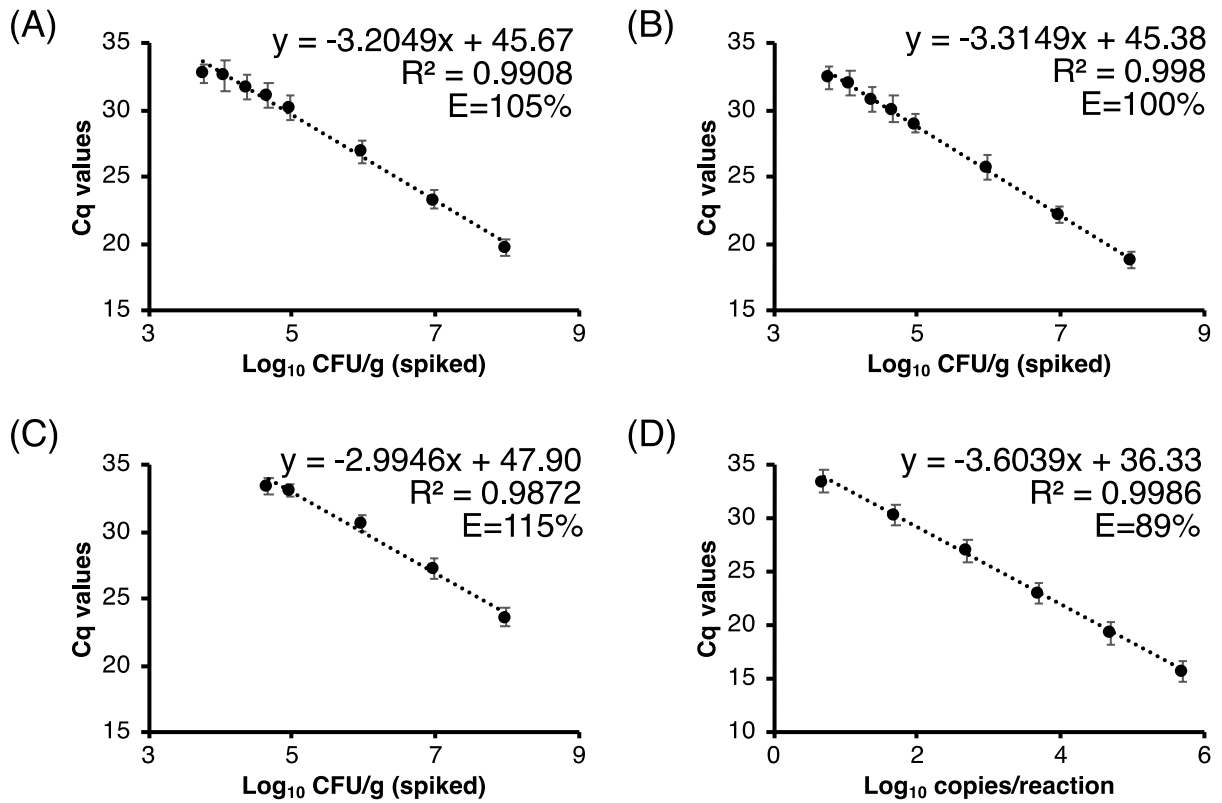 (A)
y = -3.2049x + 45.67
R² = 0.9908
E=105%
35
30
25
20
15
Cq values
3 5 7 9
Log₁₀ CFU/g (spiked)
(B)
y = -3.3149x + 45.38
R² = 0.998
E=100%
35
30
25
20
15
Cq values
3 5 7 9
Log₁₀ CFU/g (spiked)
(C)
y = -2.9946x + 47.90
R² = 0.9872
E=115%
35
30
25
20
15
Cq values
3 5 7 9
Log₁₀ CFU/g (spiked)
(D)
y = -3.6039x + 36.33
R² = 0.9986
E=89%
35
30
25
20
15
10
Cq values
0 2 4 6
Log₁₀ copies/reaction